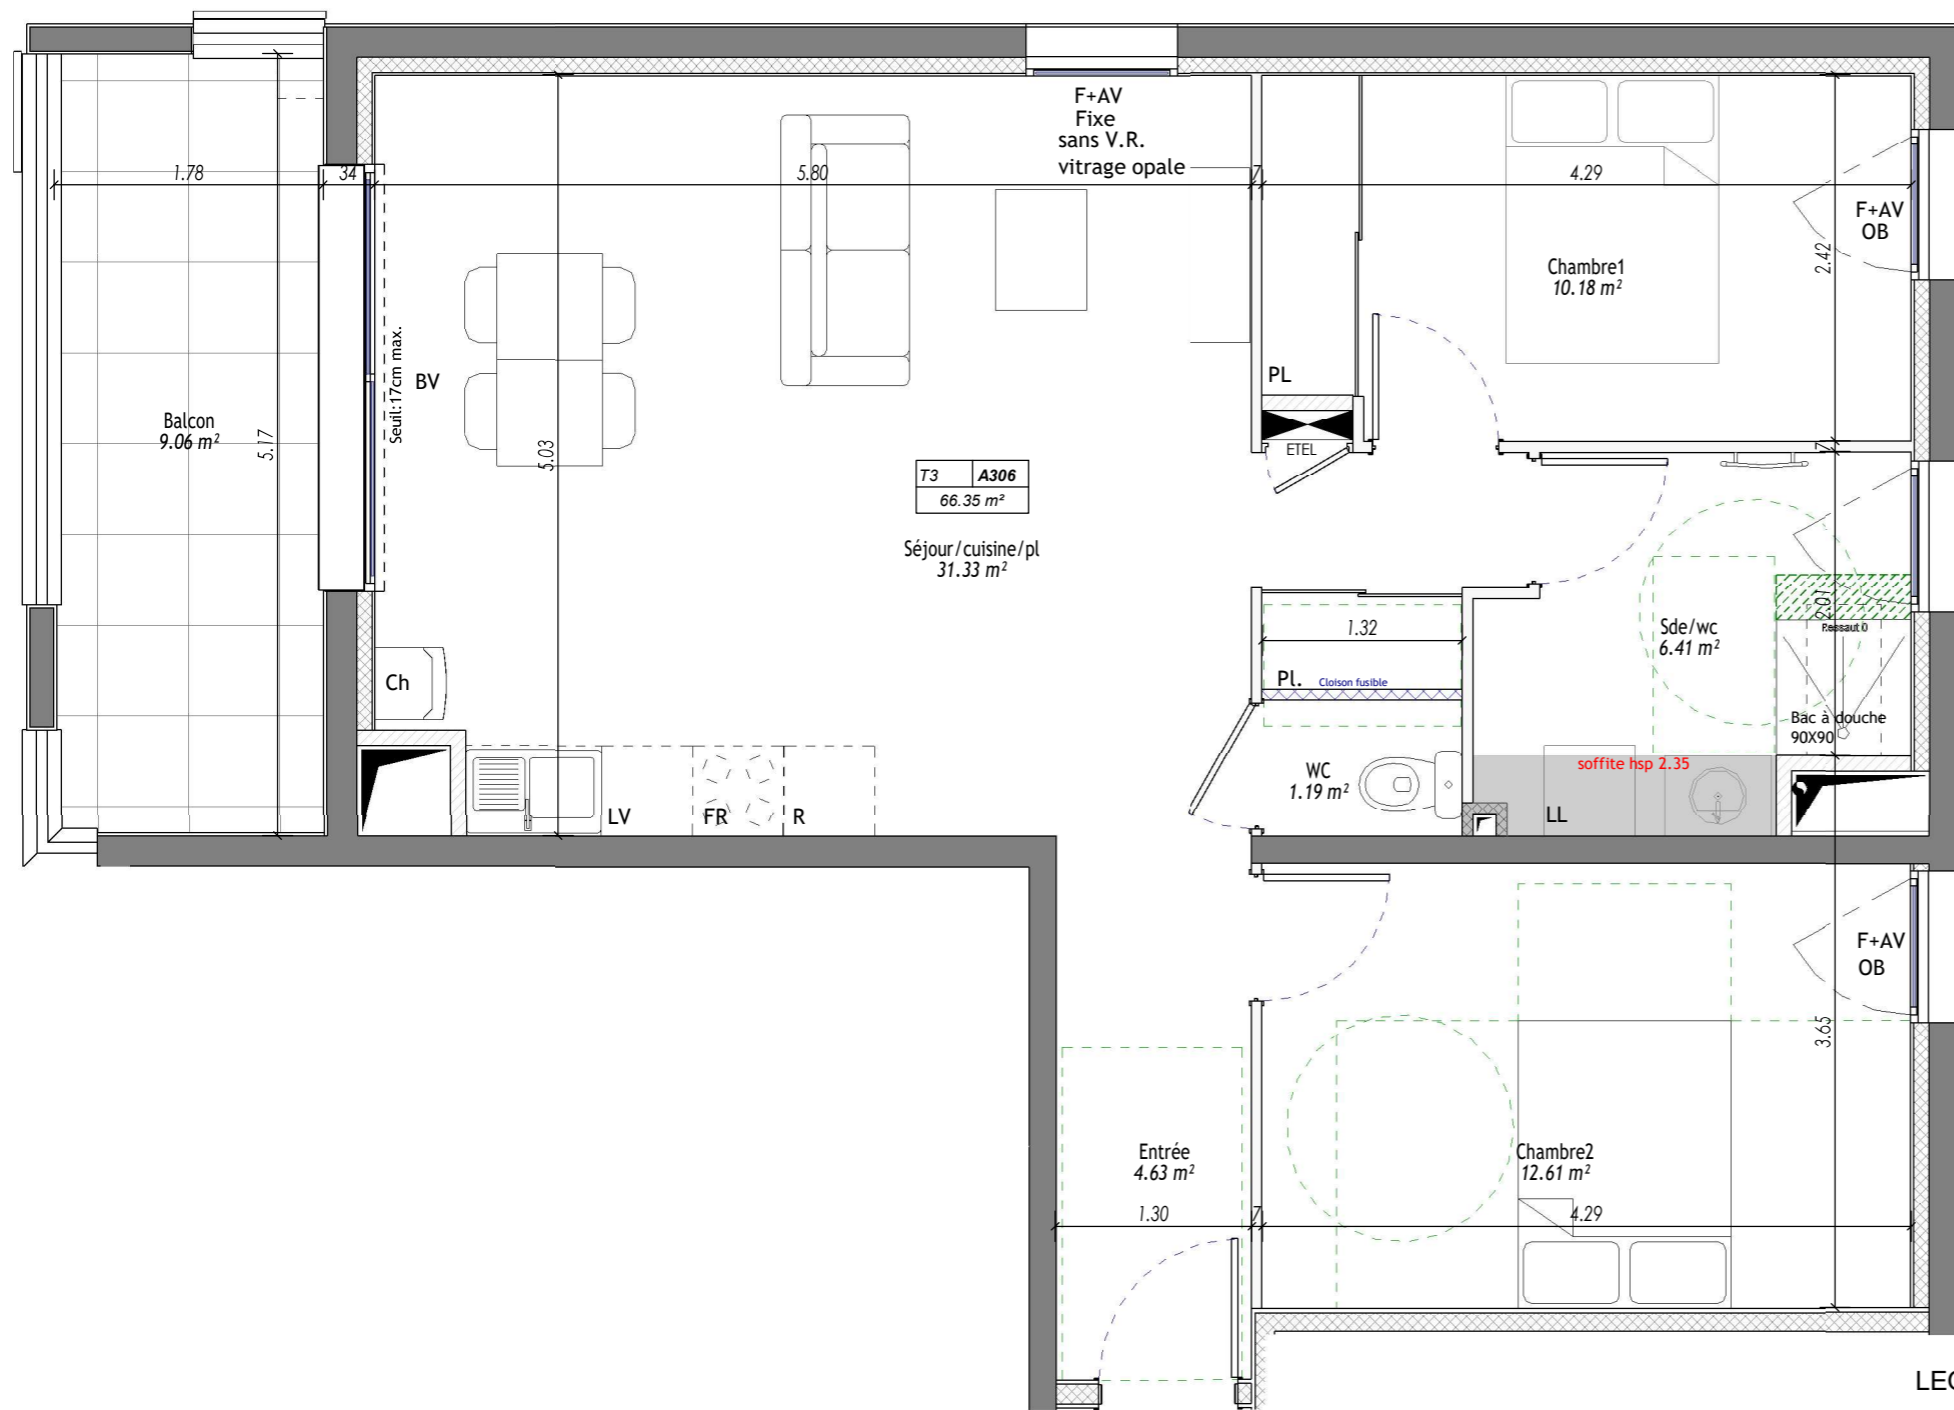 F+AV
Fixe
sans V.R.
vitrage opale
1.78
34
5.80
7
4.29
F+AV
OB
2.42
Chambre1
10.18 m²
Balcon
9.06 m²
5.17
Seuil:17cm max.
BV
5.03
PL
ETEL
7
T3 A306
66.35 m²
Séjour/cuisine/pl
31.33 m²
1.32
Pl. Cloison fusible
Sde/wc
6.41 m²
2.01
Ressaut 0
Ch
Bac à douche
90X90
soffite hsp 2.35
WC
1.19 m²
LV
FR
R
LL
F+AV
OB
3.65
Entrée
4.63 m²
Chambre2
12.61 m²
1.30
7
4.29
LEG